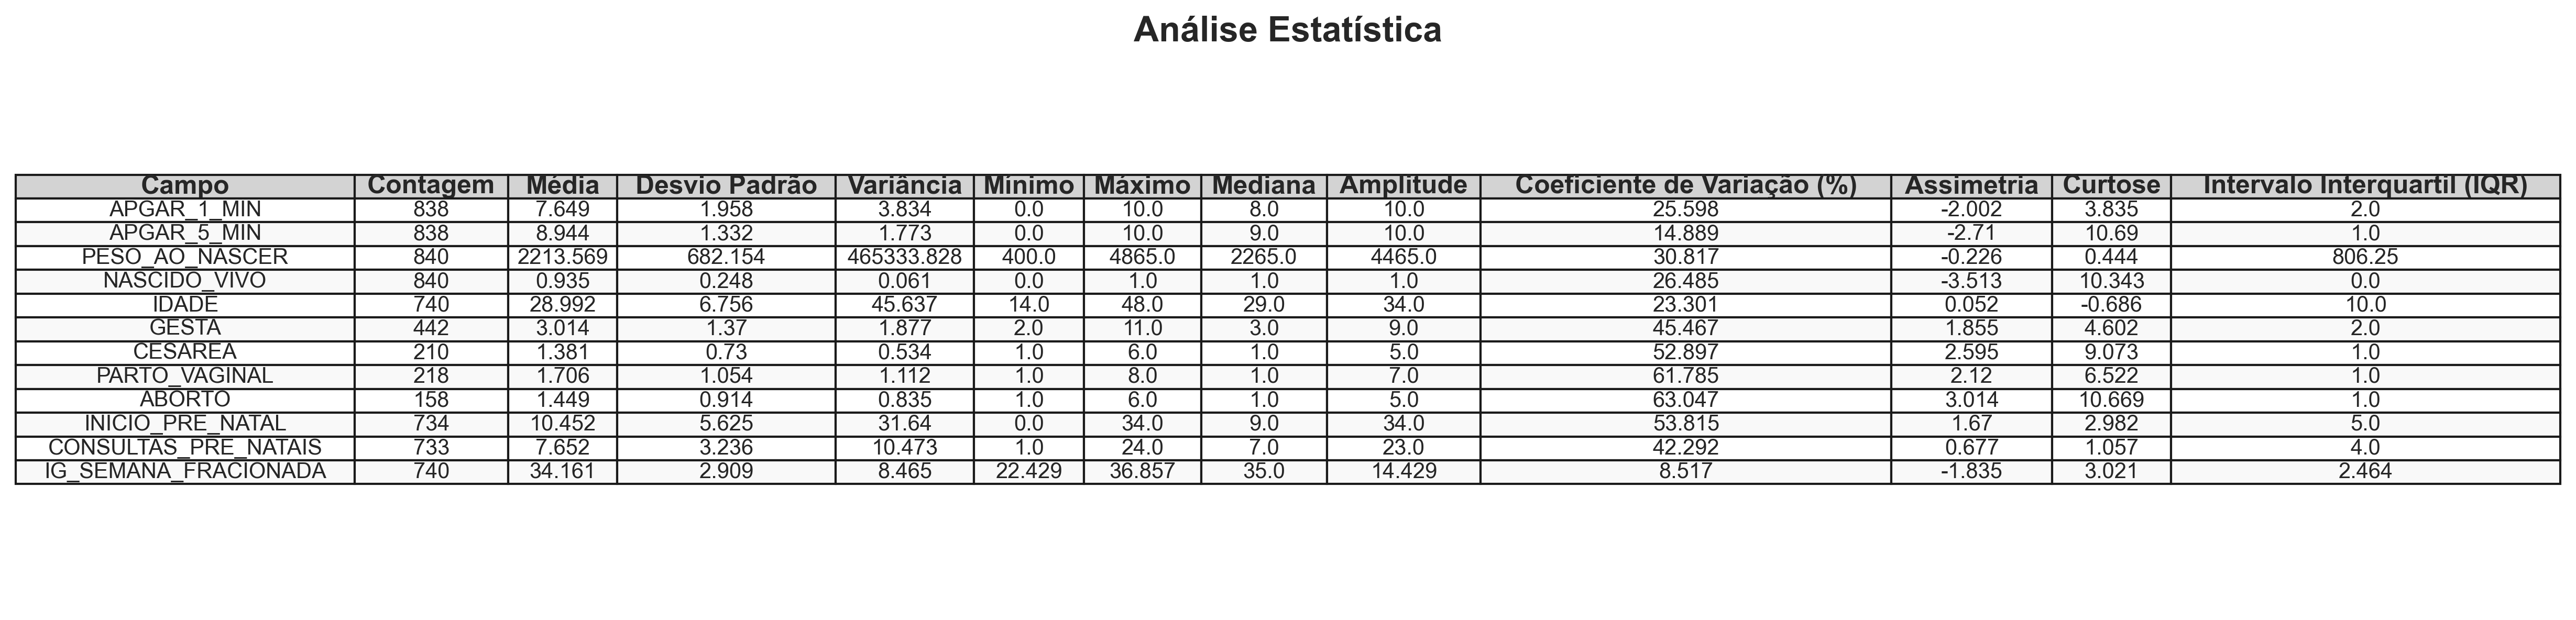 Análise Estatística
Campo Contagem Média Desvio Padrão Variância Mínimo Máximo Mediana Amplitude Coeficiente de Variação (%) Assimetria Curtose Intervalo Interquartil (IQR)
APGAR_1_MIN 838 7.649 1.958 3.834 0.0 10.0 8.0 10.0 25.598 -2.002 3.835 2.0
APGAR_5_MIN 838 8.944 1.332 1.773 0.0 10.0 9.0 10.0 14.889 -2.71 10.69 1.0
PESO_AO_NASCER 840 2213.569 682.154 465333.828 400.0 4865.0 2265.0 4465.0 30.817 -0.226 0.444 806.25
NASCIDO_VIVO 840 0.935 0.248 0.061 0.0 1.0 1.0 1.0 26.485 -3.513 10.343 0.0
IDADE 740 28.992 6.756 45.637 14.0 48.0 29.0 34.0 23.301 0.052 -0.686 10.0
GESTA 442 3.014 1.37 1.877 2.0 11.0 3.0 9.0 45.467 1.855 4.602 2.0
CESAREA 210 1.381 0.73 0.534 1.0 6.0 1.0 5.0 52.897 2.595 9.073 1.0
PARTO_VAGINAL 218 1.706 1.054 1.112 1.0 8.0 1.0 7.0 61.785 2.12 6.522 1.0
ABORTO 158 1.449 0.914 0.835 1.0 6.0 1.0 5.0 63.047 3.014 10.669 1.0
INICIO_PRE_NATAL 734 10.452 5.625 31.64 0.0 34.0 9.0 34.0 53.815 1.67 2.982 5.0
CONSULTAS_PRE_NATAIS 733 7.652 3.236 10.473 1.0 24.0 7.0 23.0 42.292 0.677 1.057 4.0
IG_SEMANA_FRACIONADA 740 34.161 2.909 8.465 22.429 36.857 35.0 14.429 8.517 -1.835 3.021 2.464